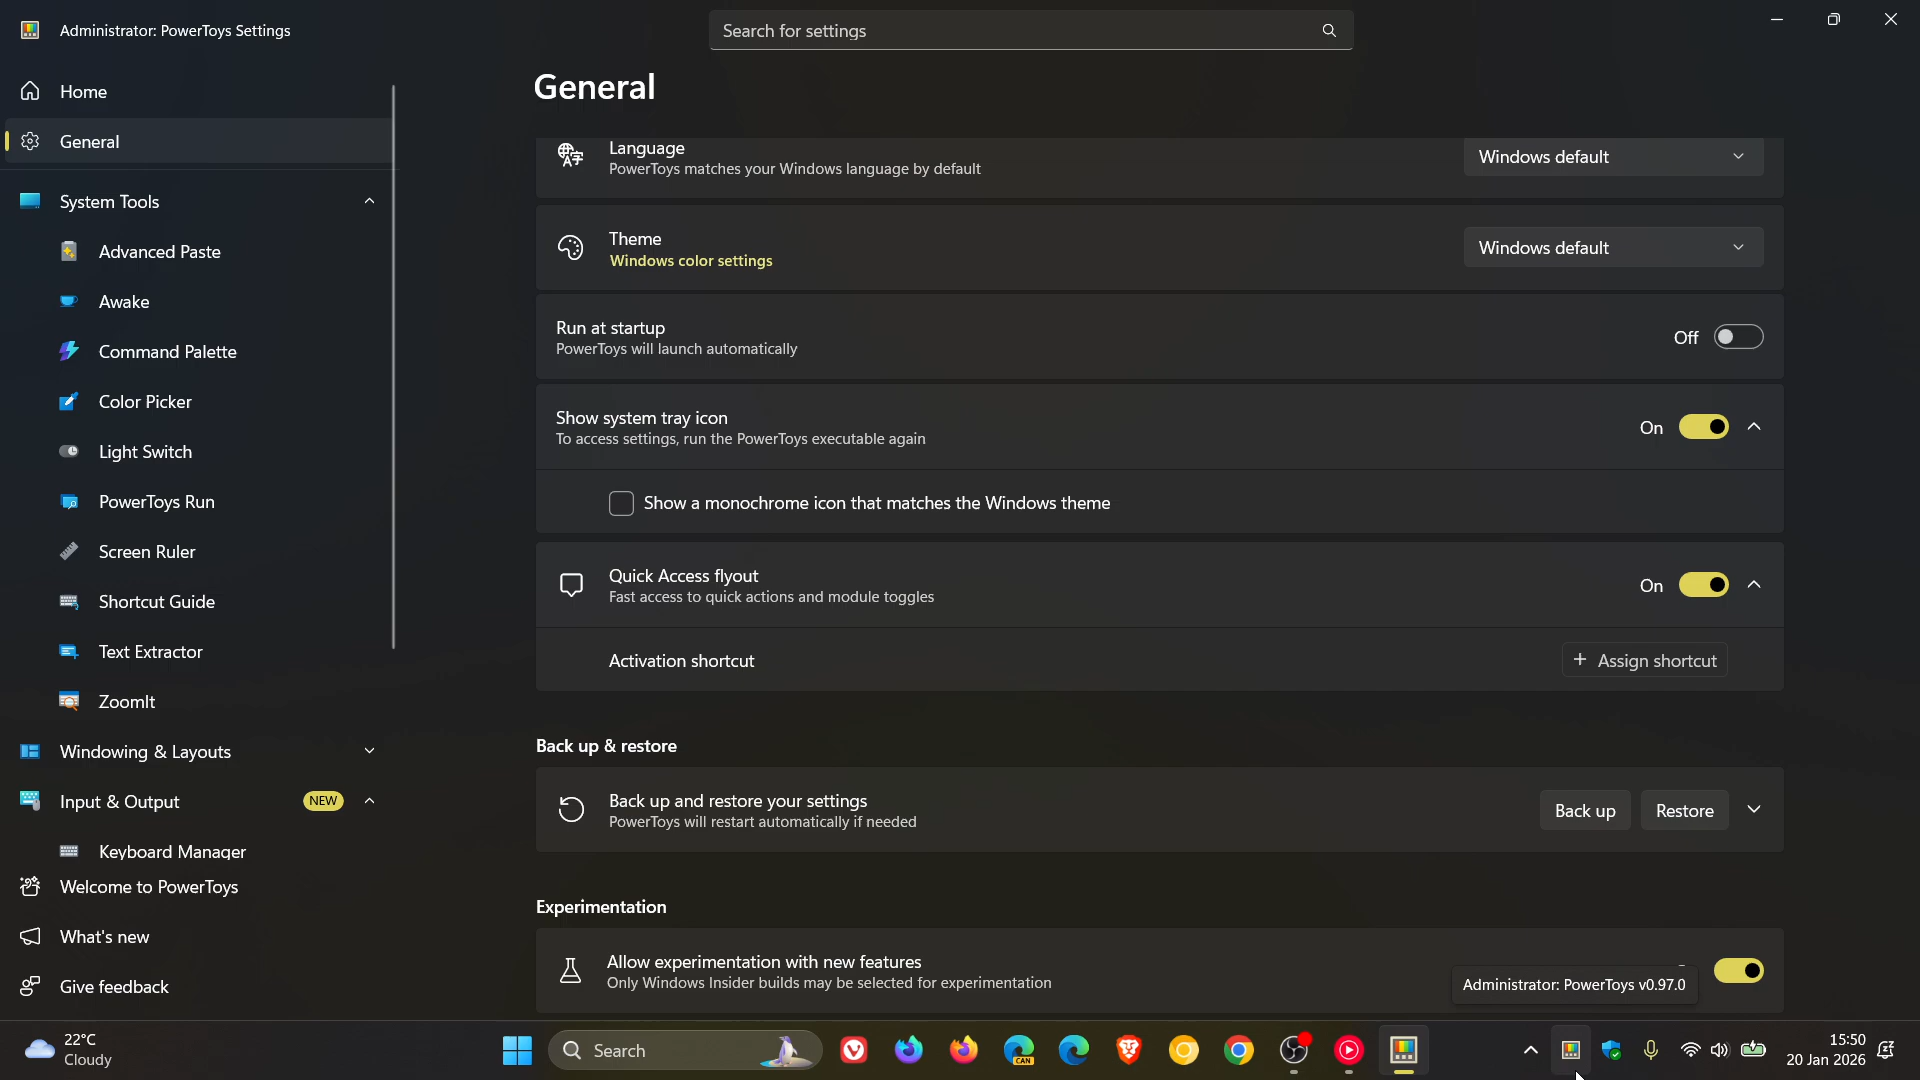 Administrator: PowerToys Settings
Search for settings
Home
General
System Tools
Advanced Paste
Awake
Command Palette
Color Picker
Light Switch
PowerToys Run
Screen Ruler
Shortcut Guide
Text Extractor
ZoomIt
Windowing & Layouts
Input & Output
NEW
Keyboard Manager
Welcome to PowerToys
What's new
Give feedback
General
Language
PowerToys matches your Windows language by default
Windows default
Theme
Windows color settings
Windows default
Run at startup
PowerToys will launch automatically
Off
Show system tray icon
To access settings, run the PowerToys executable again
On
Show a monochrome icon that matches the Windows theme
Quick Access flyout
Fast access to quick actions and module toggles
On
Activation shortcut
+ Assign shortcut
Back up & restore
Back up and restore your settings
PowerToys will restart automatically if needed
Back up
Restore
Experimentation
Allow experimentation with new features
Only Windows Insider builds may be selected for experimentation
Administrator: PowerToys v0.97.0
22°C
Cloudy
Search
CAN
15:50
20 Jan 2026